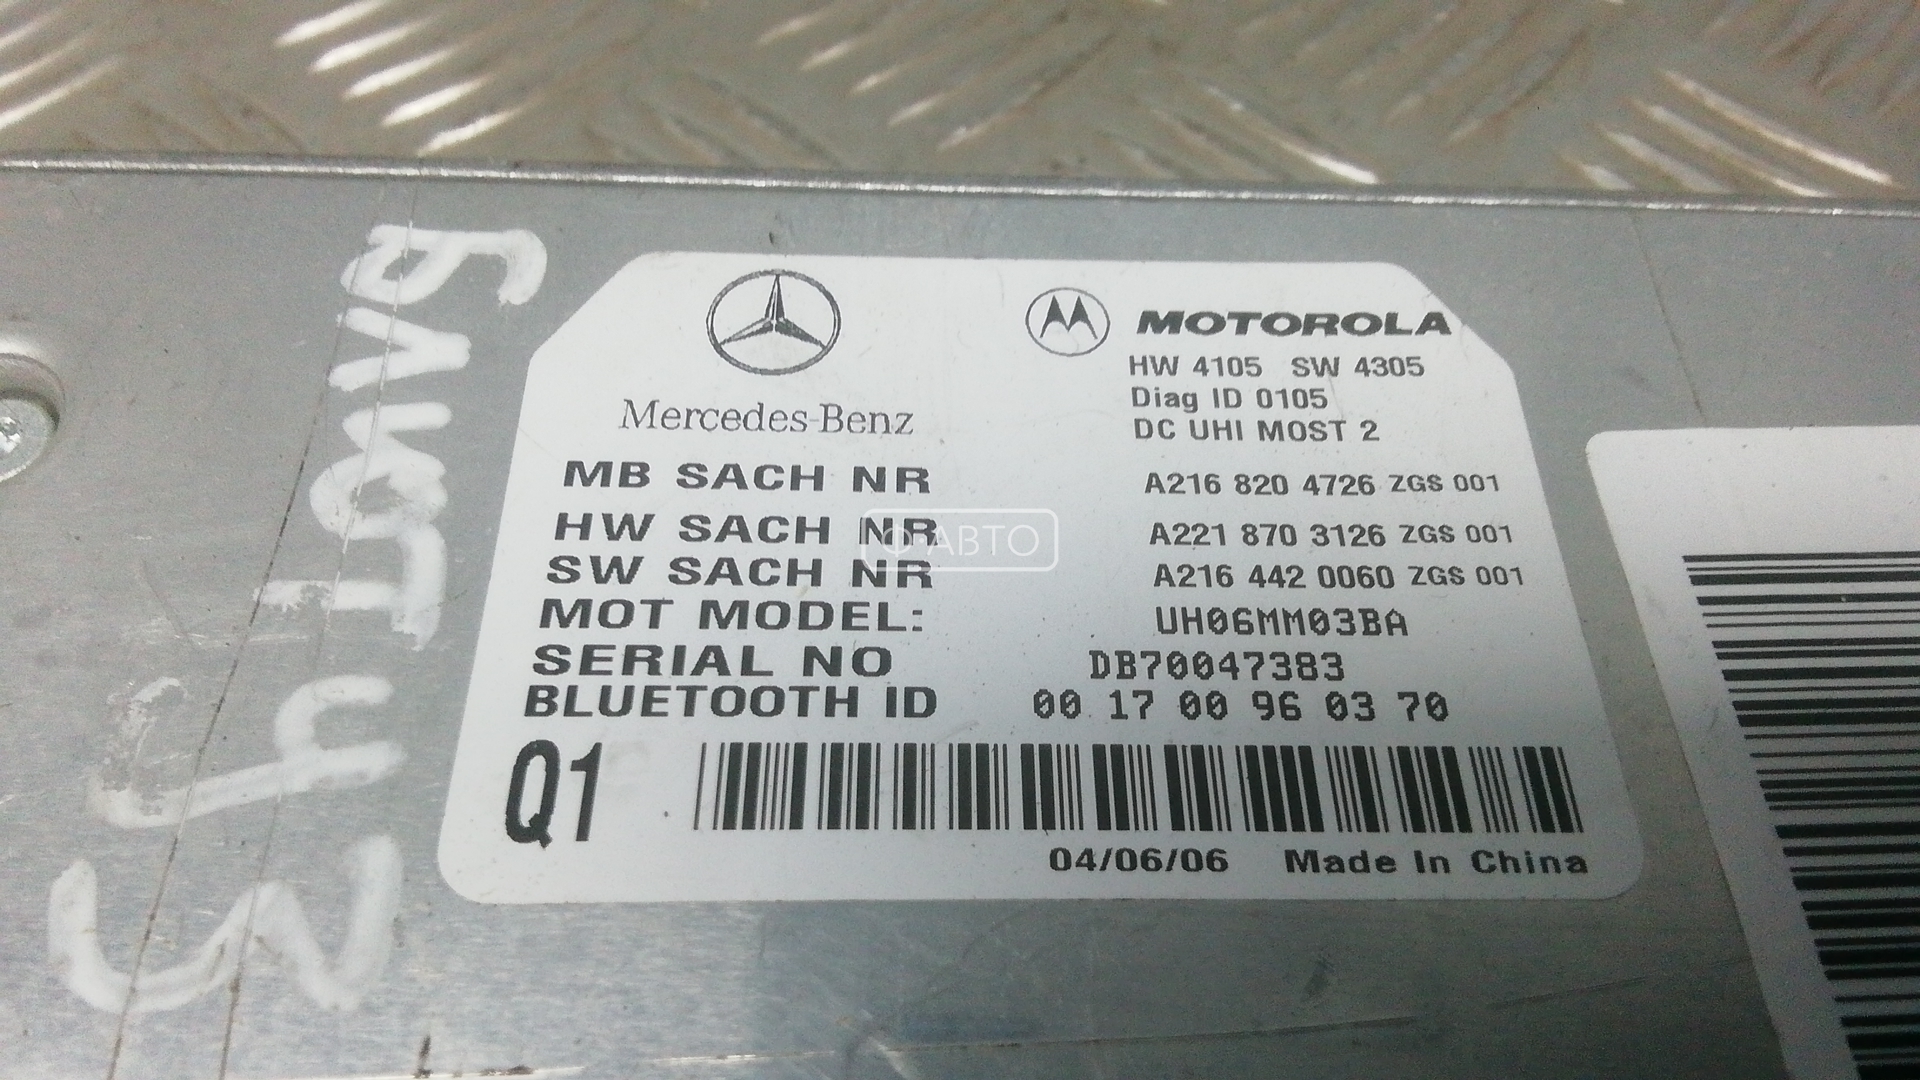 Mercedes-Benz
MOTOROLA
HW 4105 SW 4305
Diag ID 0105
DC UHI MOST 2
MB SACH NR A216 820 4726 ZGS 001
HW SACH NR A221 870 3126 ZGS 001
SW SACH NR A216 442 0060 ZGS 001
MOT MODEL: UH06MM03BA
SERIAL NO DB70047383
BLUETOOTH ID 00 17 00 96 03 70
Q1
04/06/06 Made In China
Ф-АВТО